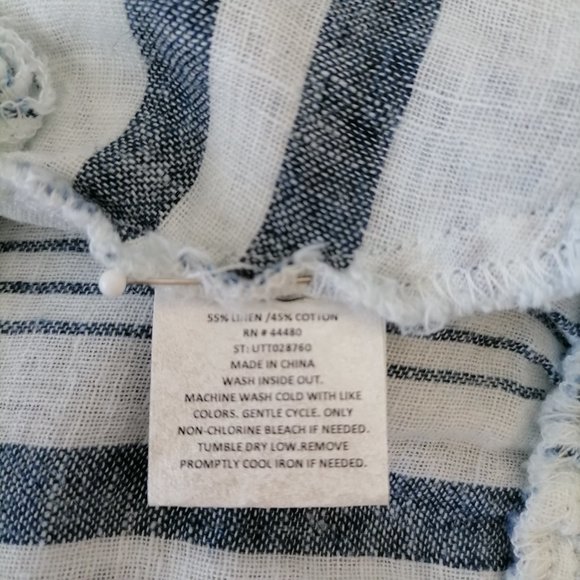 55% LINEN /45% COTTON
RN # 44480
ST: UTT028760
MADE IN CHINA
WASH INSIDE OUT.
MACHINE WASH COLD WITH LIKE
COLORS. GENTLE CYCLE. ONLY
NON-CHLORINE BLEACH IF NEEDED.
TUMBLE DRY LOW.REMOVE
PROMPTLY COOL IRON IF NEEDED.